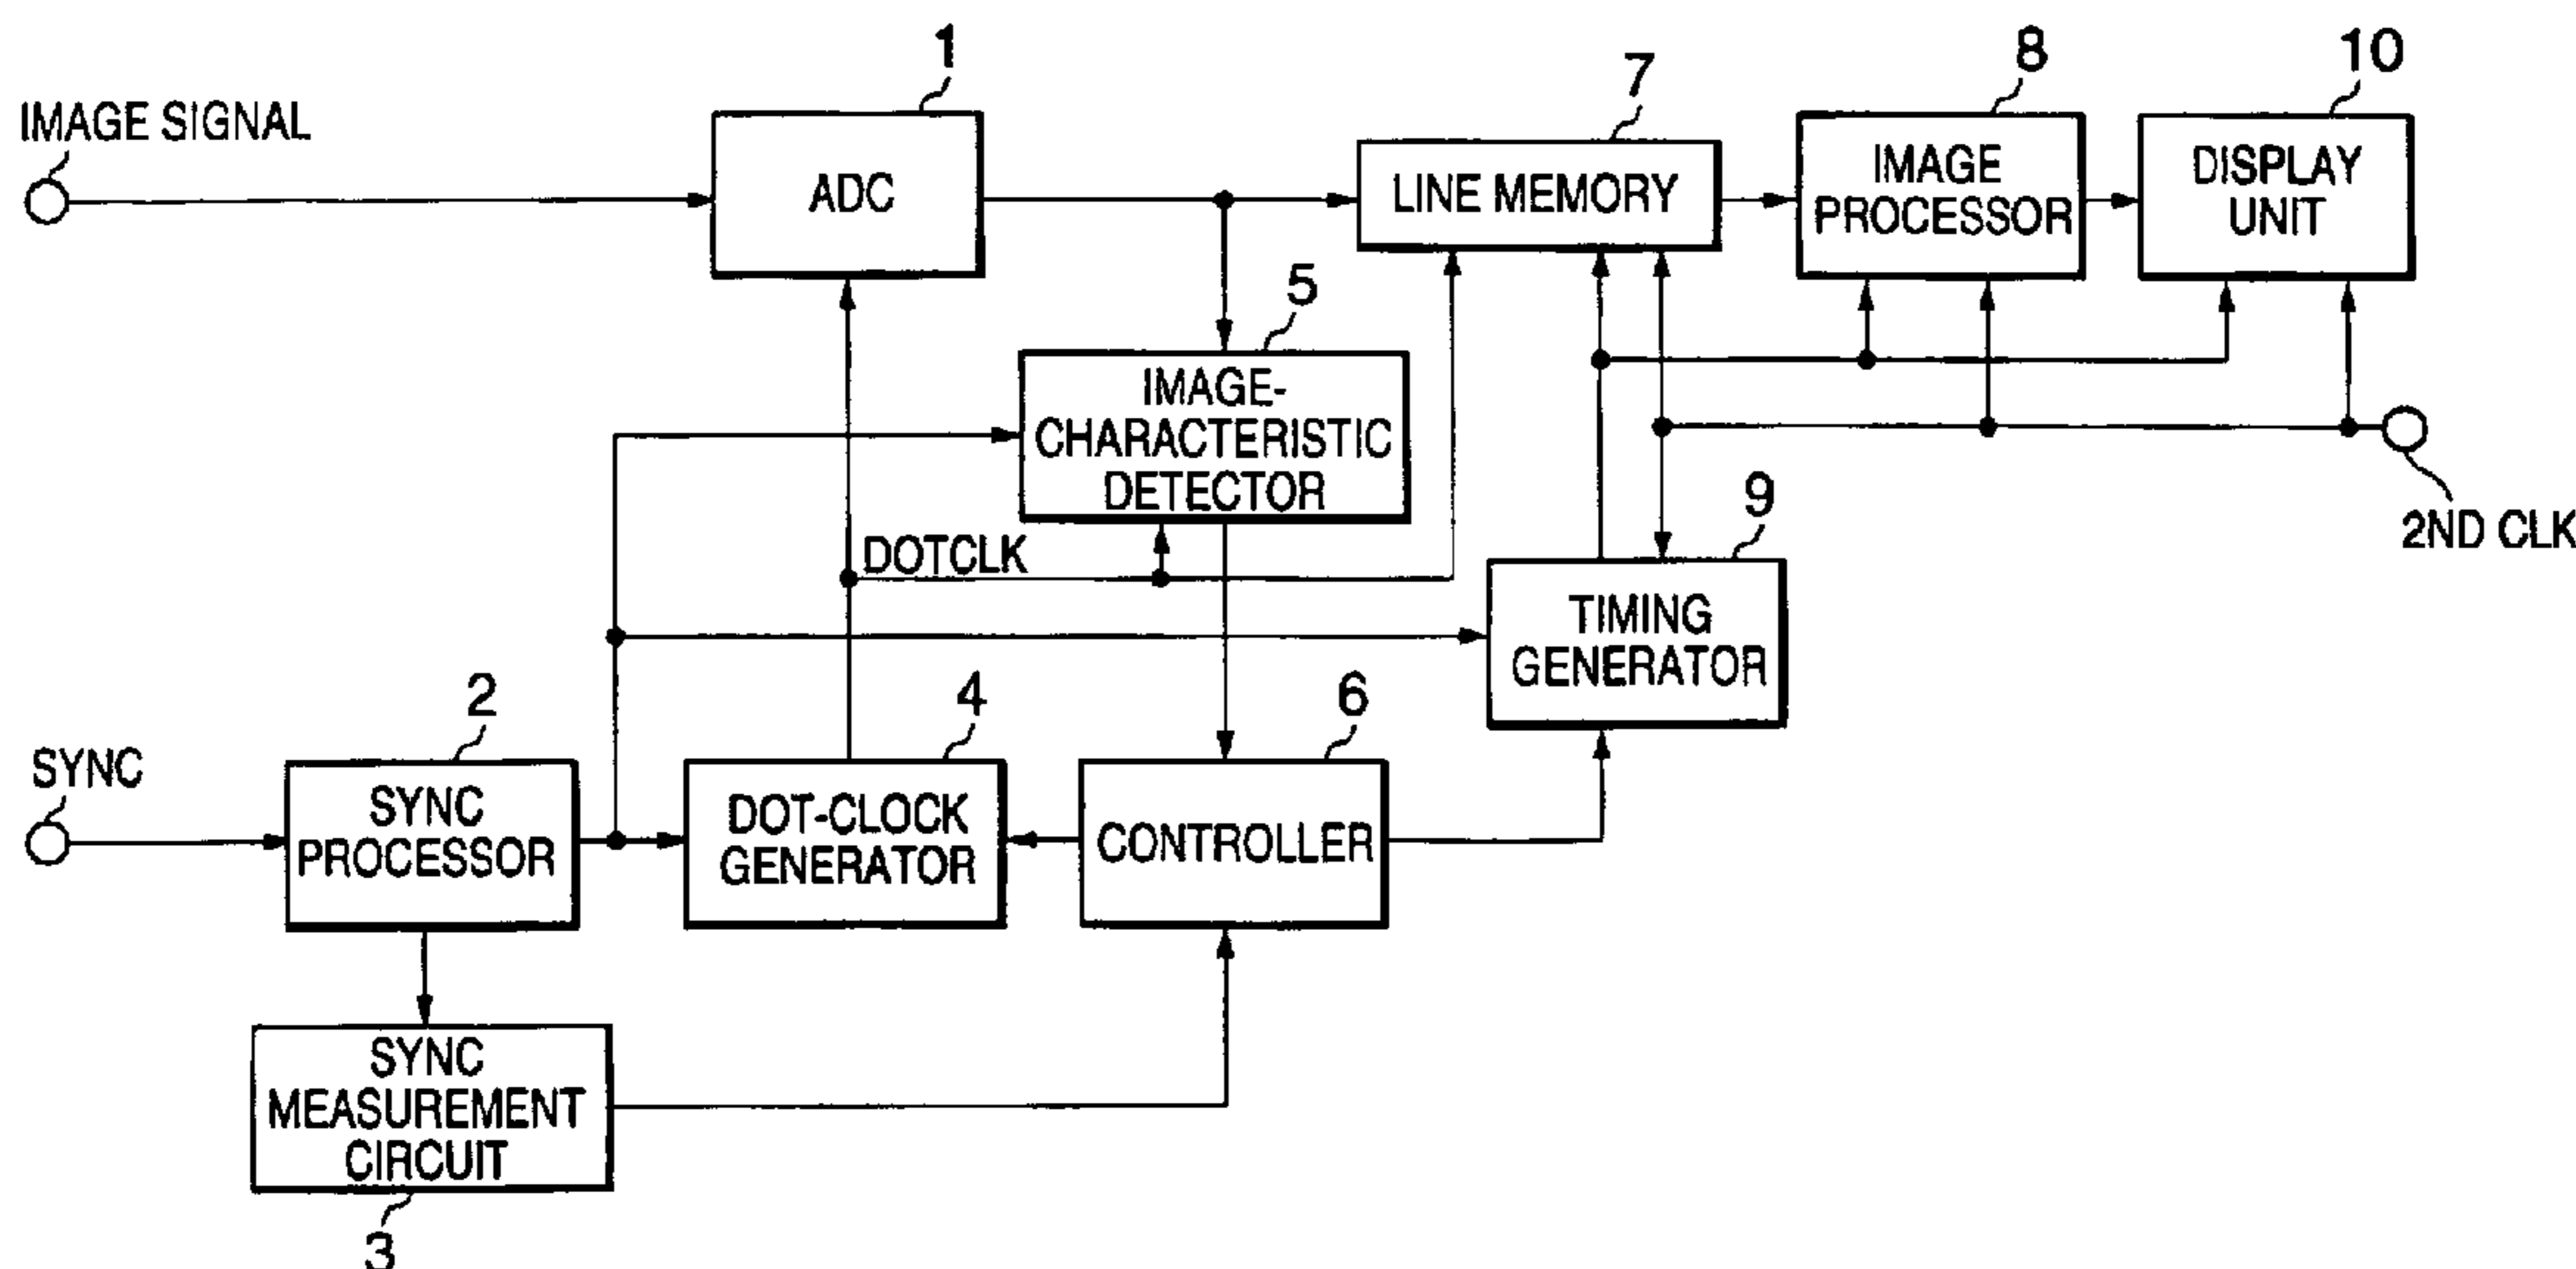 1
7
8
10
IMAGE SIGNAL
ADC
LINE MEMORY
IMAGE
PROCESSOR
DISPLAY
UNIT
5
IMAGE-
CHARACTERISTIC
DETECTOR
9
2ND CLK
DOTCLK
TIMING
GENERATOR
2
4
6
SYNC
SYNC
PROCESSOR
DOT-CLOCK
GENERATOR
CONTROLLER
SYNC
MEASUREMENT
CIRCUIT
3